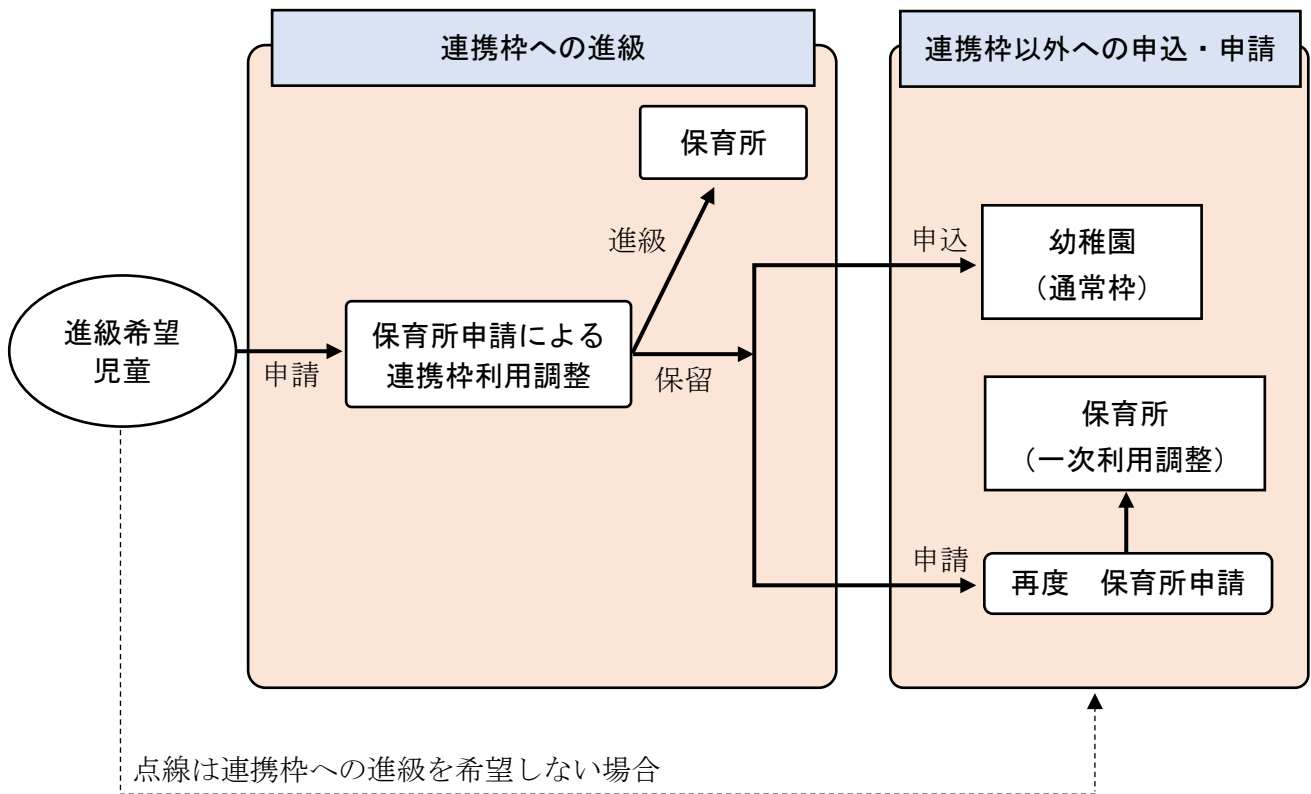 連携枠への進級
連携枠以外への申込・申請
保育所
進級
申込
幼稚園
(通常枠)
進級希望
児童
申請
保育所申請による
連携枠利用調整
保留
保育所
(一次利用調整)
申請
再度　保育所申請
点線は連携枠への進級を希望しない場合